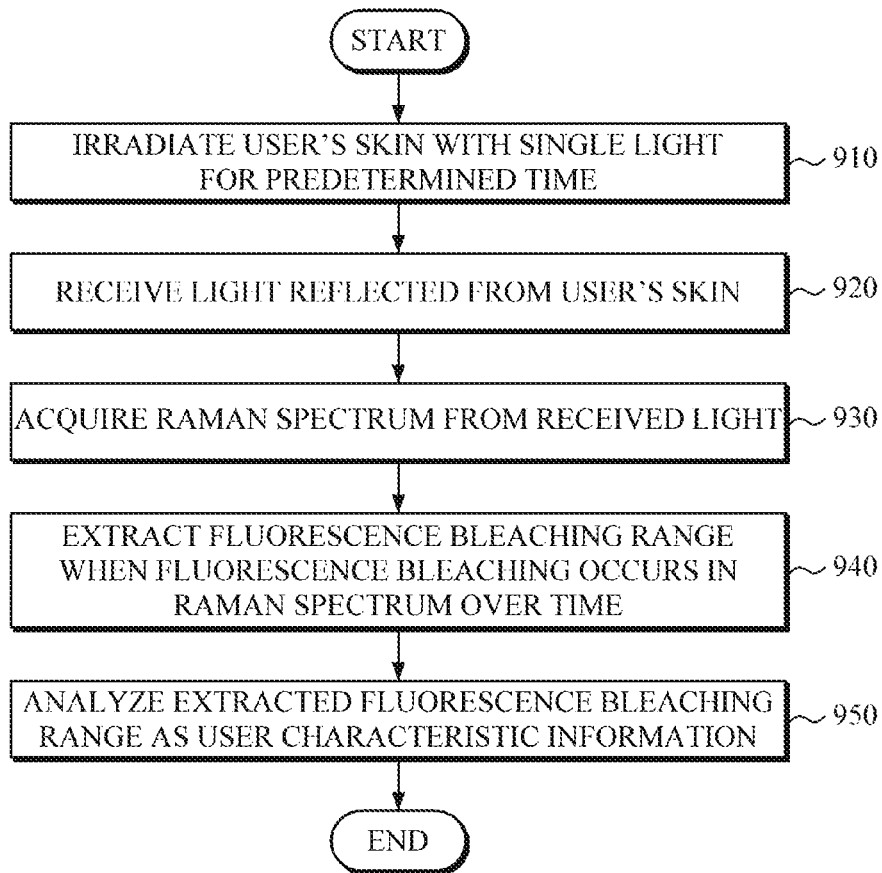 START
IRRADIATE USER'S SKIN WITH SINGLE LIGHT
FOR PREDETERMINED TIME
910
RECEIVE LIGHT REFLECTED FROM USER'S SKIN
920
ACQUIRE RAMAN SPECTRUM FROM RECEIVED LIGHT
930
EXTRACT FLUORESCENCE BLEACHING RANGE
WHEN FLUORESCENCE BLEACHING OCCURS IN
RAMAN SPECTRUM OVER TIME
940
ANALYZE EXTRACTED FLUORESCENCE BLEACHING
RANGE AS USER CHARACTERISTIC INFORMATION
950
END